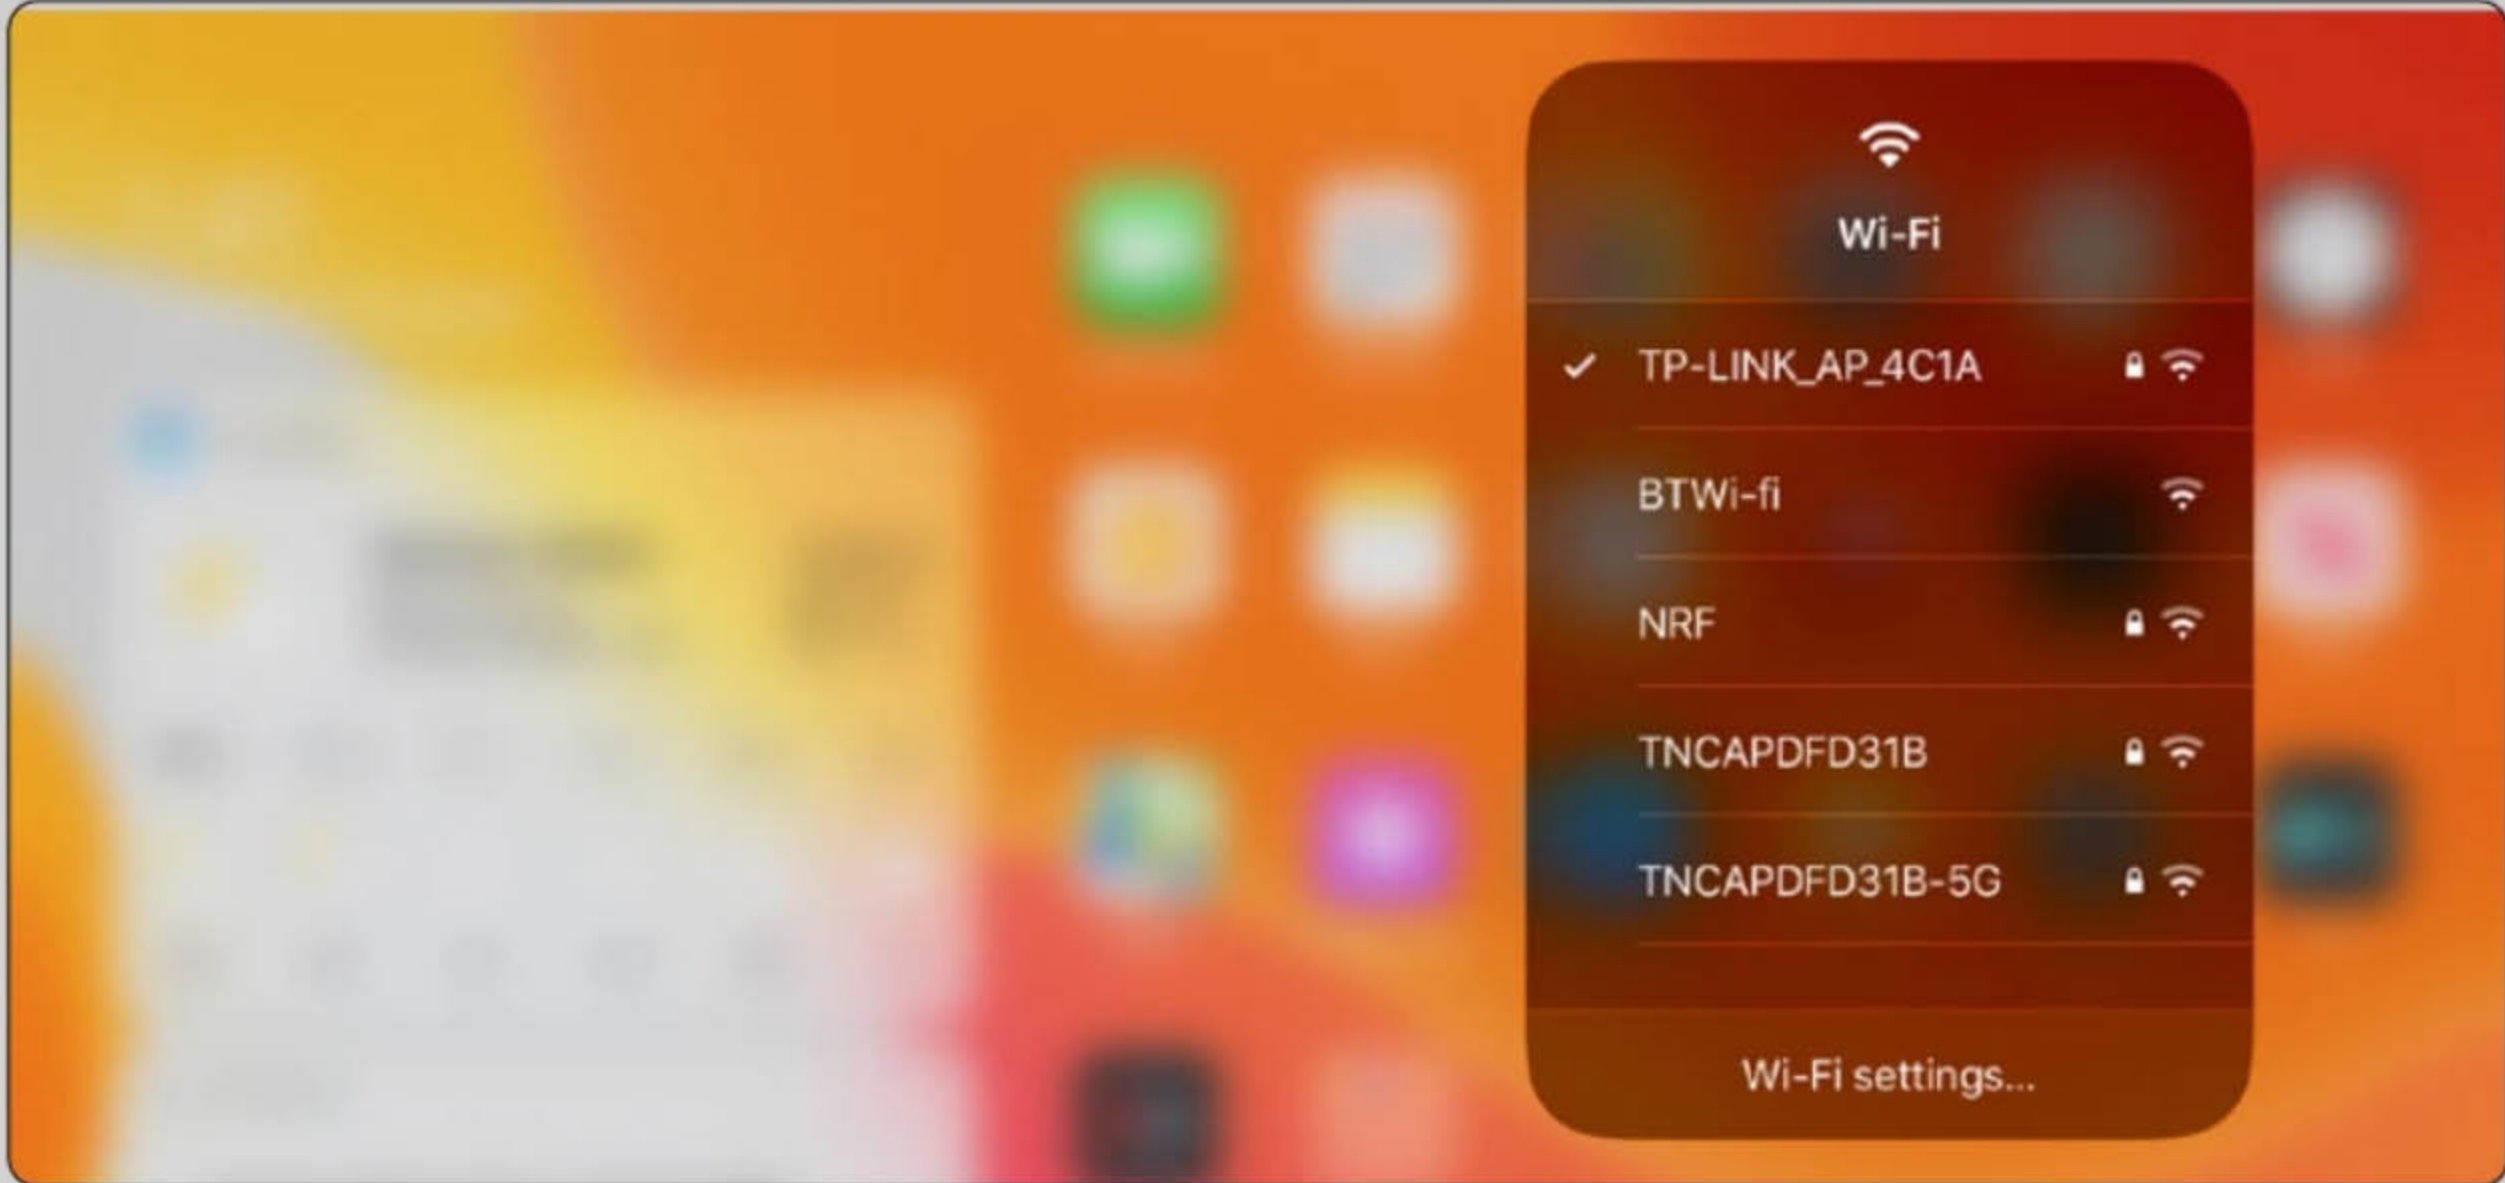 Wi-Fi
TP-LINK_AP_4C1A
BTWi-fi
NRF
TNCAPDFD31B
TNCAPDFD31B-5G
Wi-Fi settings...